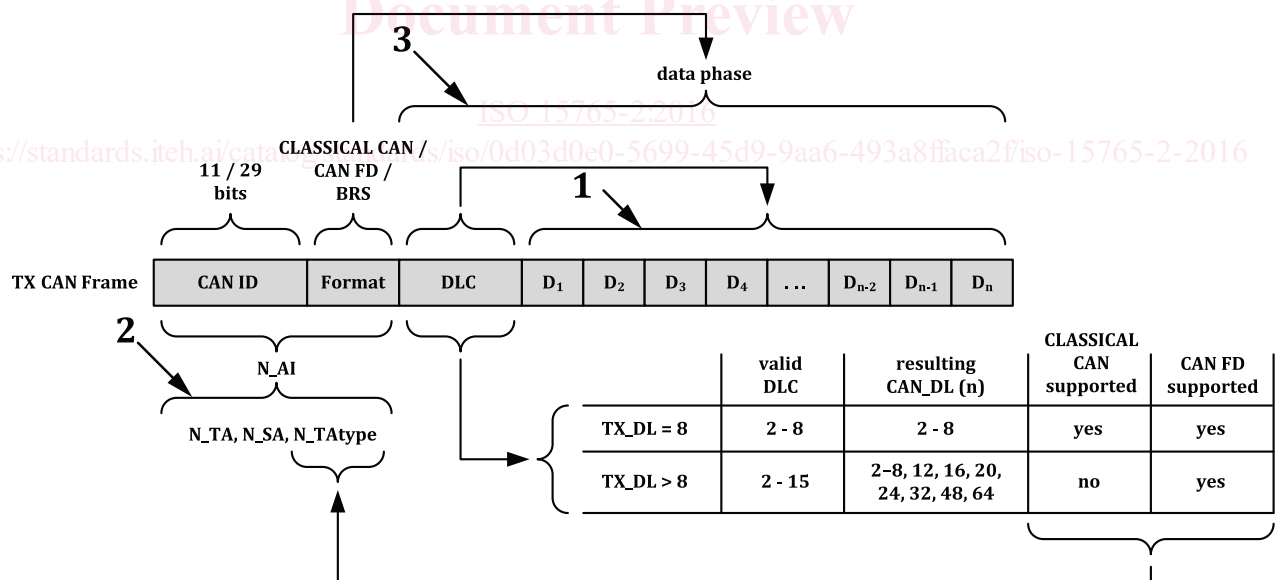 Document Preview
3
data phase
ISO 15765-2:2016
s://standards.iteh.ai/catalog/standards/iso/0d03d0e0-5699-45d9-9aa6-493a8ffaca2f/iso-15765-2-2016
CLASSICAL CAN /
CAN FD /
BRS
11 / 29
bits
1
TX CAN Frame CAN ID Format DLC D1 D2 D3 D4 ... Dn-2 Dn-1 Dn
2
N_AI
N_TA, N_SA, N_TAtype
valid
DLC
resulting
CAN_DL (n)
CLASSICAL
CAN
supported
CAN FD
supported
TX_DL = 8 2 - 8 2 - 8 yes yes
TX_DL > 8 2 - 15 2–8, 12, 16, 20,
24, 32, 48, 64 no yes